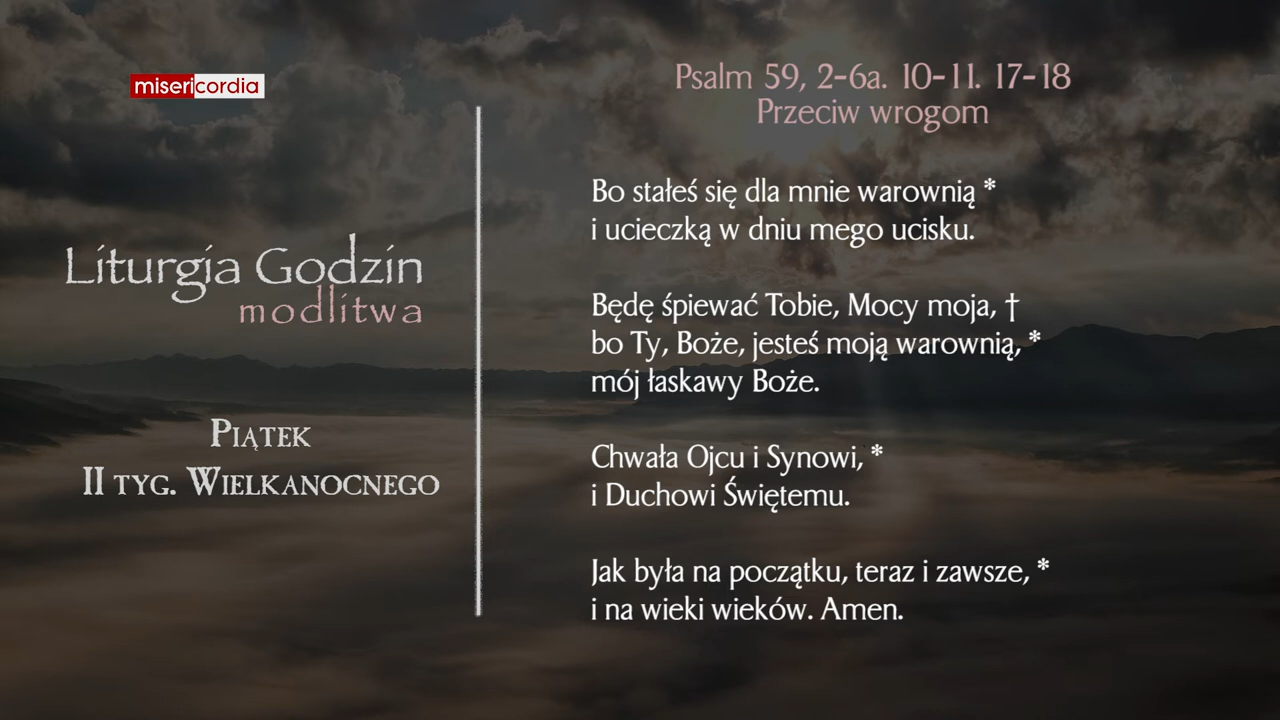 misericordia
Liturgia Godzin
modlitwa
Piątek
II tyg. Wielkanocnego
Psalm 59, 2-6a. 10-11. 17-18
Przeciw wrogom
Bo stałeś się dla mnie warownią *
i ucieczką w dniu mego ucisku.
Będę śpiewać Tobie, Mocy moja, †
bo Ty, Boże, jesteś moją warownią, *
mój łaskawy Boże.
Chwała Ojcu i Synowi, *
i Duchowi Świętemu.
Jak była na początku, teraz i zawsze, *
i na wieki wieków. Amen.